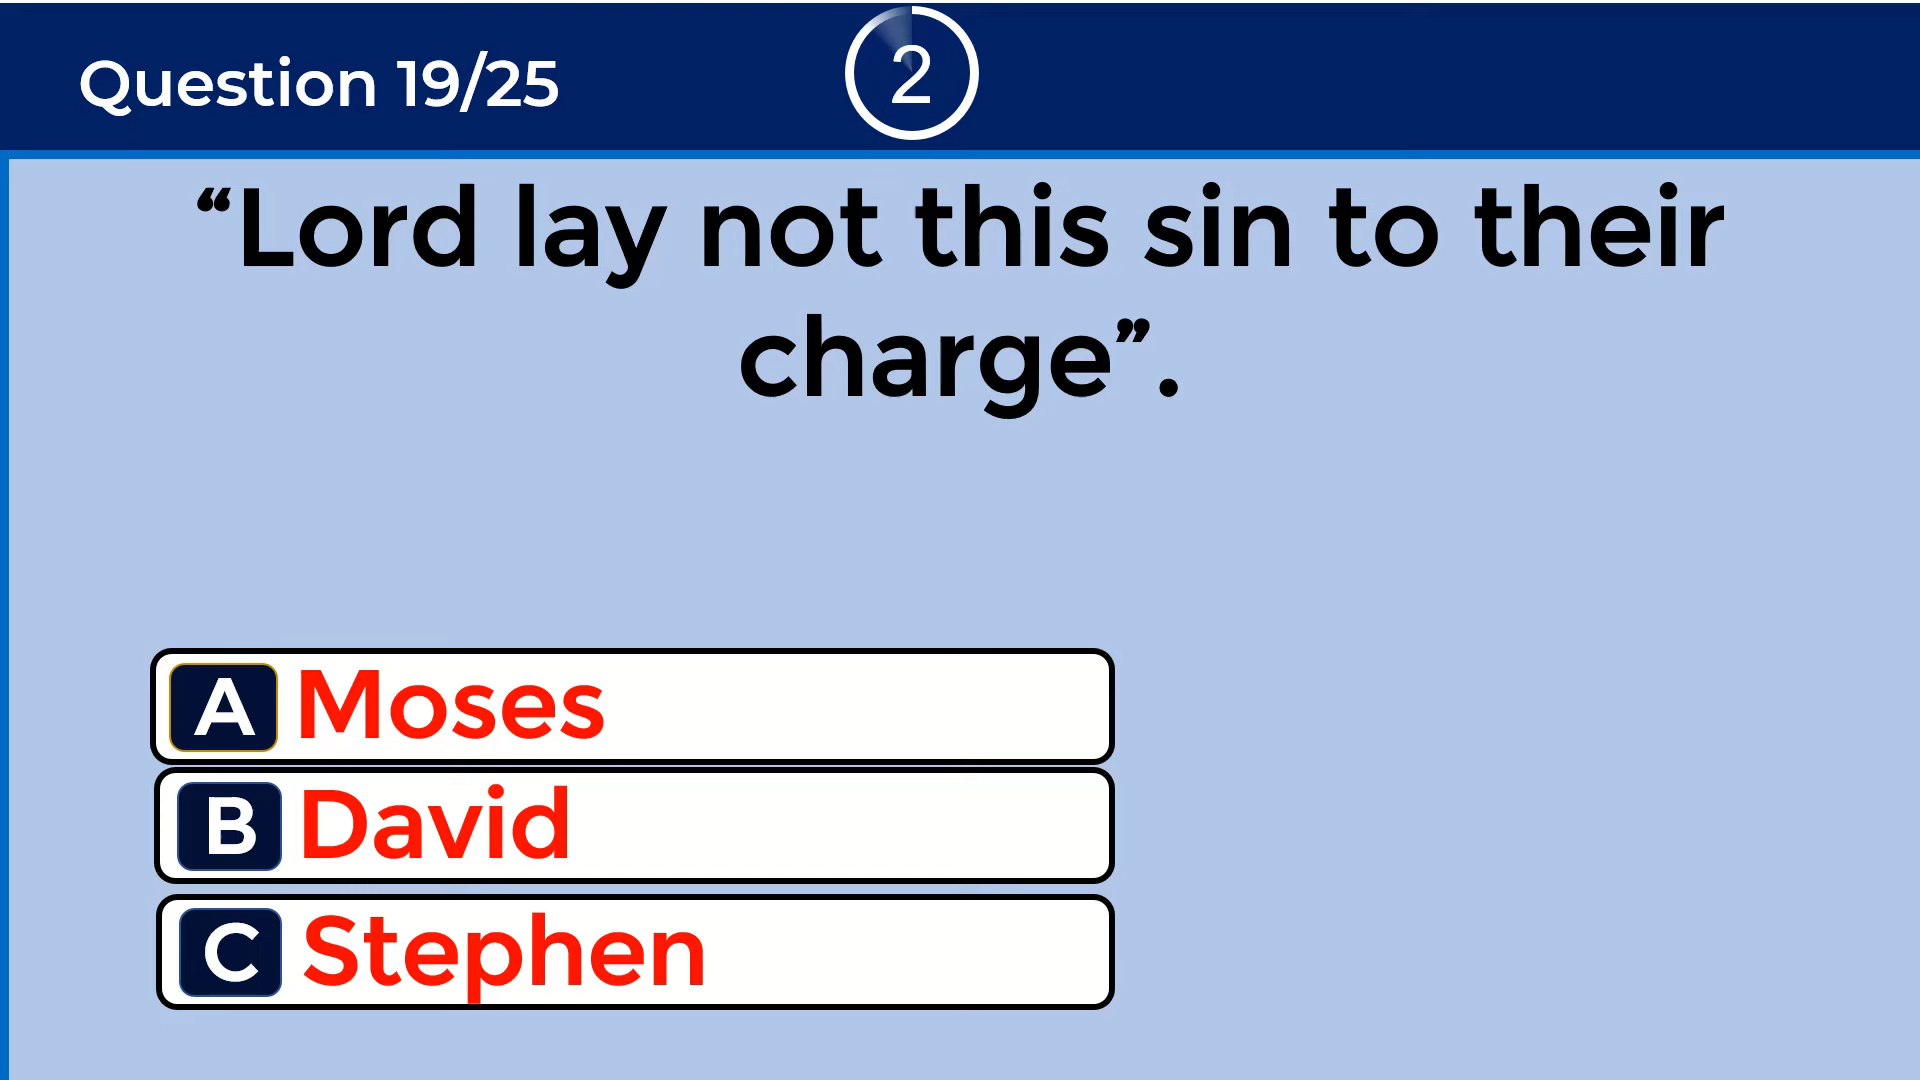 Question 19/25
2
“Lord lay not this sin to their
charge”.
A Moses
B David
C Stephen